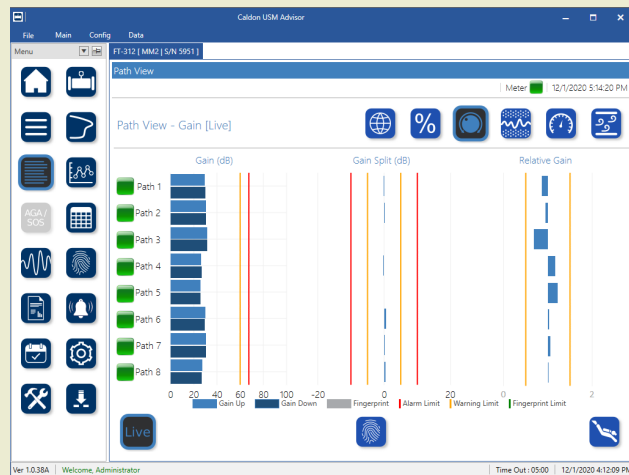 Caldon USM Advisor
File Main Config Data
Menu
FT-312 [ MM2 ] S/N 5951 ]
Path View
Meter 12/1/2020 5:14:20 PM
Path View - Gain [Live]
%
Gain (dB) Gain Split (dB) Relative Gain
Path 1
Path 2
Path 3
AGA / SOS
Path 4
Path 5
Path 6
Path 7
Path 8
0 20 40 60 80 100 -20 0 20 0 2
Gain Up Gain Down Fingerprint Alarm Limit Warning Limit Fingerprint Limit
Live
Ver 1.0.38A Welcome, Administrator Time Out : 05:00 12/1/2020 4:12:09 PM